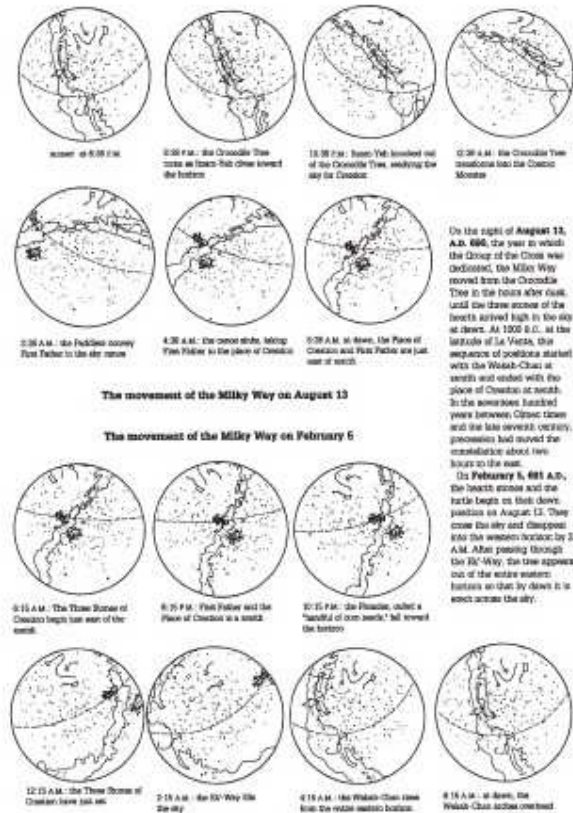 sunset at 6:38 P.M.
8:38 P.M.: the Crocodile Tree
turns as Itzam-Yeh dives toward
the horizon
10:38 P.M.: Itzam-Yeh knocked out
of the Crocodile Tree, readying the
sky for Creation
12:38 A.M.: the Crocodile Tree
transforms into the Cosmic
Monster
2:38 A.M.: the Paddlers convey
First Father to the sky
4:38 A.M.: the canoe sinks, taking
First Father to the place of Creation
5:38 A.M. at dawn, the Place of
Creation and First Father are just
east of zenith
On the night of August 13,
A.D. 690, the year in which
the Group of the Cross was
dedicated, the Milky Way
moved from the Crocodile
Tree in the hours after dusk,
until the three stones of the
hearth arrived high in the sky
at dawn. At 1000 B.C. at the
latitude of La Venta, this
sequence of positions started
with the Wakah-Chan at
zenith and ended with the
place of Creation at zenith.
In the seventeen hundred
years between Olmec times
and the late seventh century,
precession had moved the
constellation about two
hours to the east.
On Feburary 5, 691 A.D.,
the hearth stones and the
turtle begin on their dawn
position on August 13. They
cross the sky and disappear
into the western horizon by 2
A.M. After passing through
the Ek'-Way, the tree appears
out of the entire eastern
horizon so that by dawn it is
erect across the sky.
The movement of the Milky Way on August 13
The movement of the Milky Way on February 5
6:15 A.M.: The Three Stones of
Creation begin just east of the
zenith
8:15 P.M.: First Father and the
Place of Creation is a zenith
10:15 P.M.: the Pleiades, called a
"handful of corn seeds," fall toward
the horizon
12:15 A.M.: the Three Stones of
Creation have just set
2:15 A.M.: the Ek'-Way fills
the sky
4:15 A.M.: the Wakah-Chan rises
from the entire eastern horizon
6:15 A.M.: at dawn, the
Wakah-Chan arches overhead